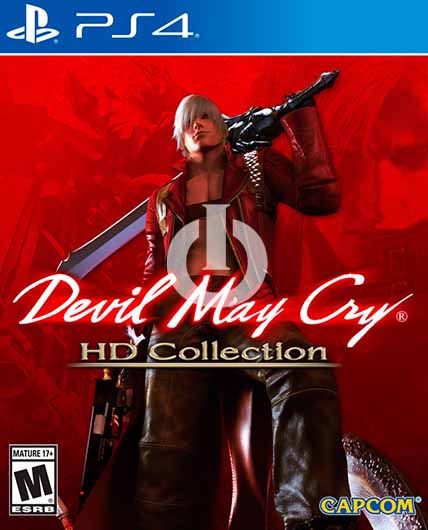 PS4
Devil May Cry®
HD Collection
MATURE 17+
M
ESRB
CAPCOM